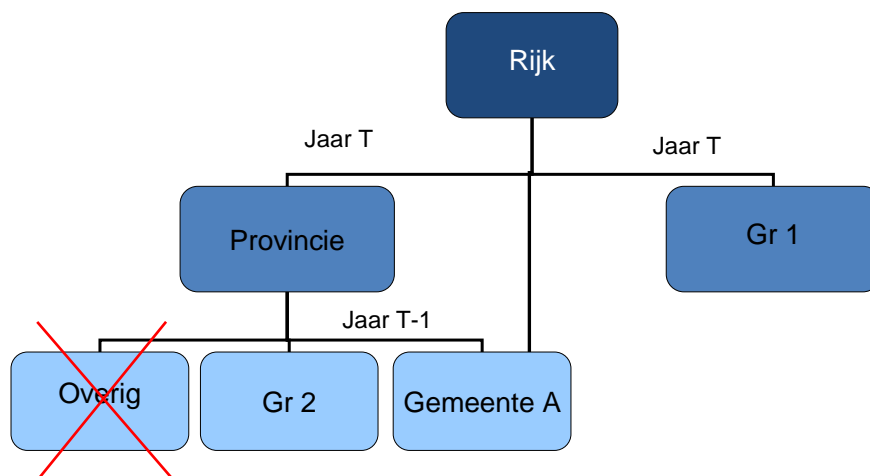 Rijk
Jaar T
Jaar T
Provincie
Gr 1
Jaar T-1
Overig
Gr 2
Gemeente A